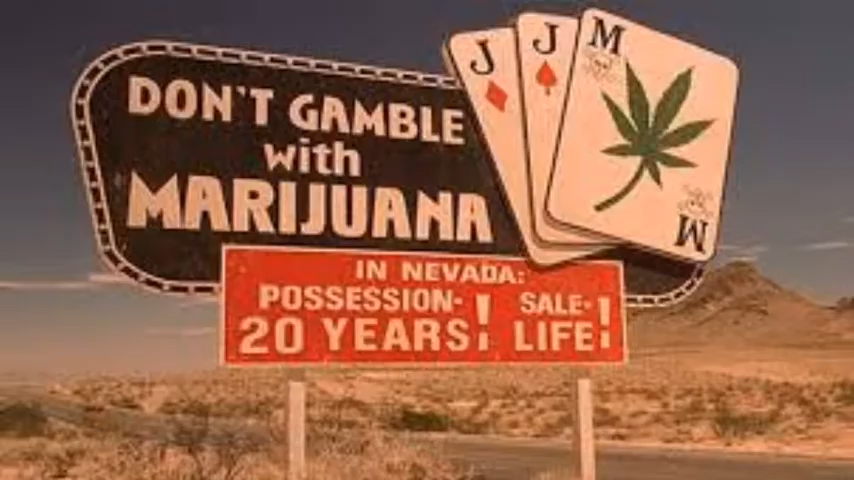 DON'T GAMBLE
with
MARIJUANA
J
J
M
M
IN NEVADA:
POSSESSION-
20 YEARS!
SALE-
LIFE!